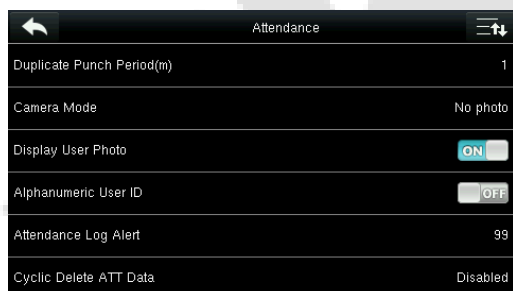 Attendance
Duplicate Punch Period(m) 1
Camera Mode No photo
Display User Photo ON
Alphanumeric User ID OFF
Attendance Log Alert 99
Cyclic Delete ATT Data Disabled